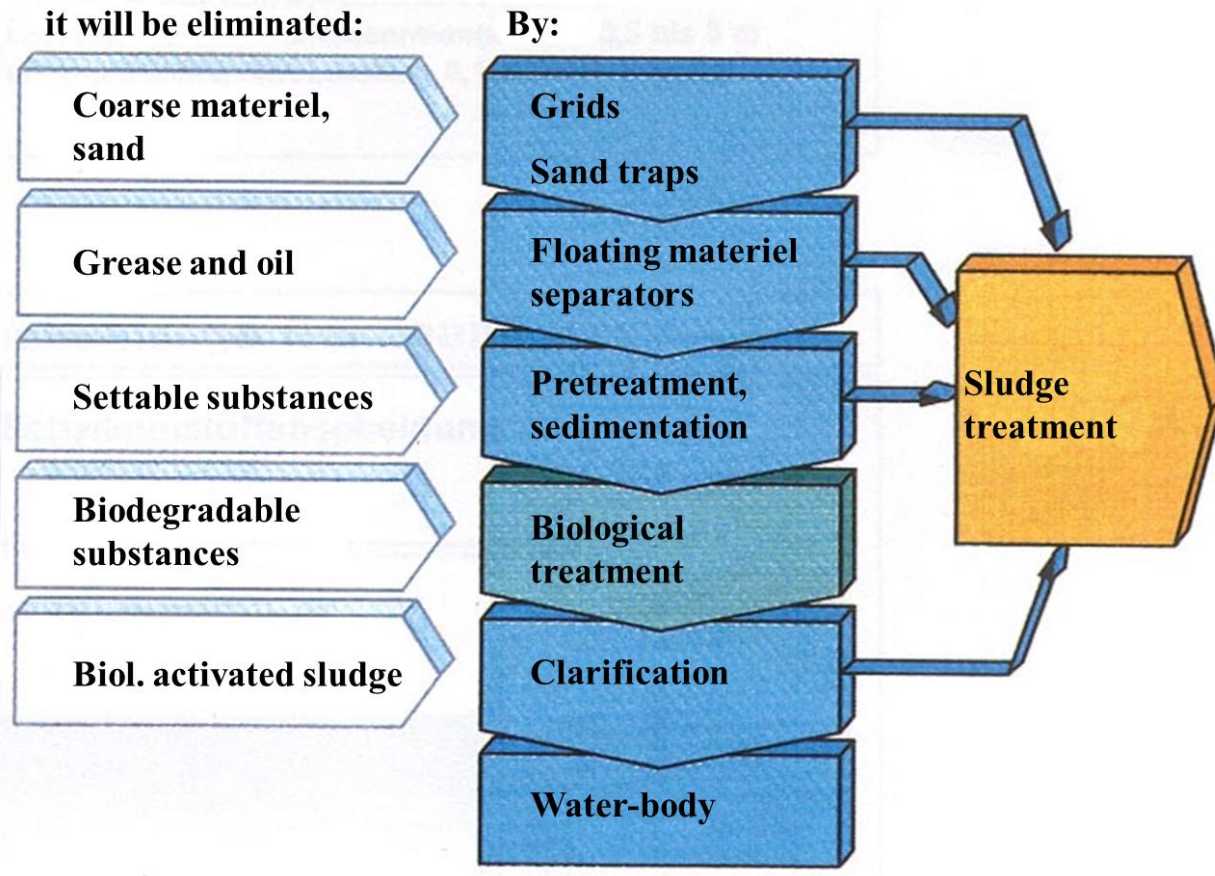 it will be eliminated:
By:
Coarse materiel,
sand
Grids
Sand traps
Grease and oil
Floating materiel
separators
Settable substances
Pretreatment,
sedimentation
Sludge
treatment
Biodegradable
substances
Biological
treatment
Biol. activated sludge
Clarification
Water-body